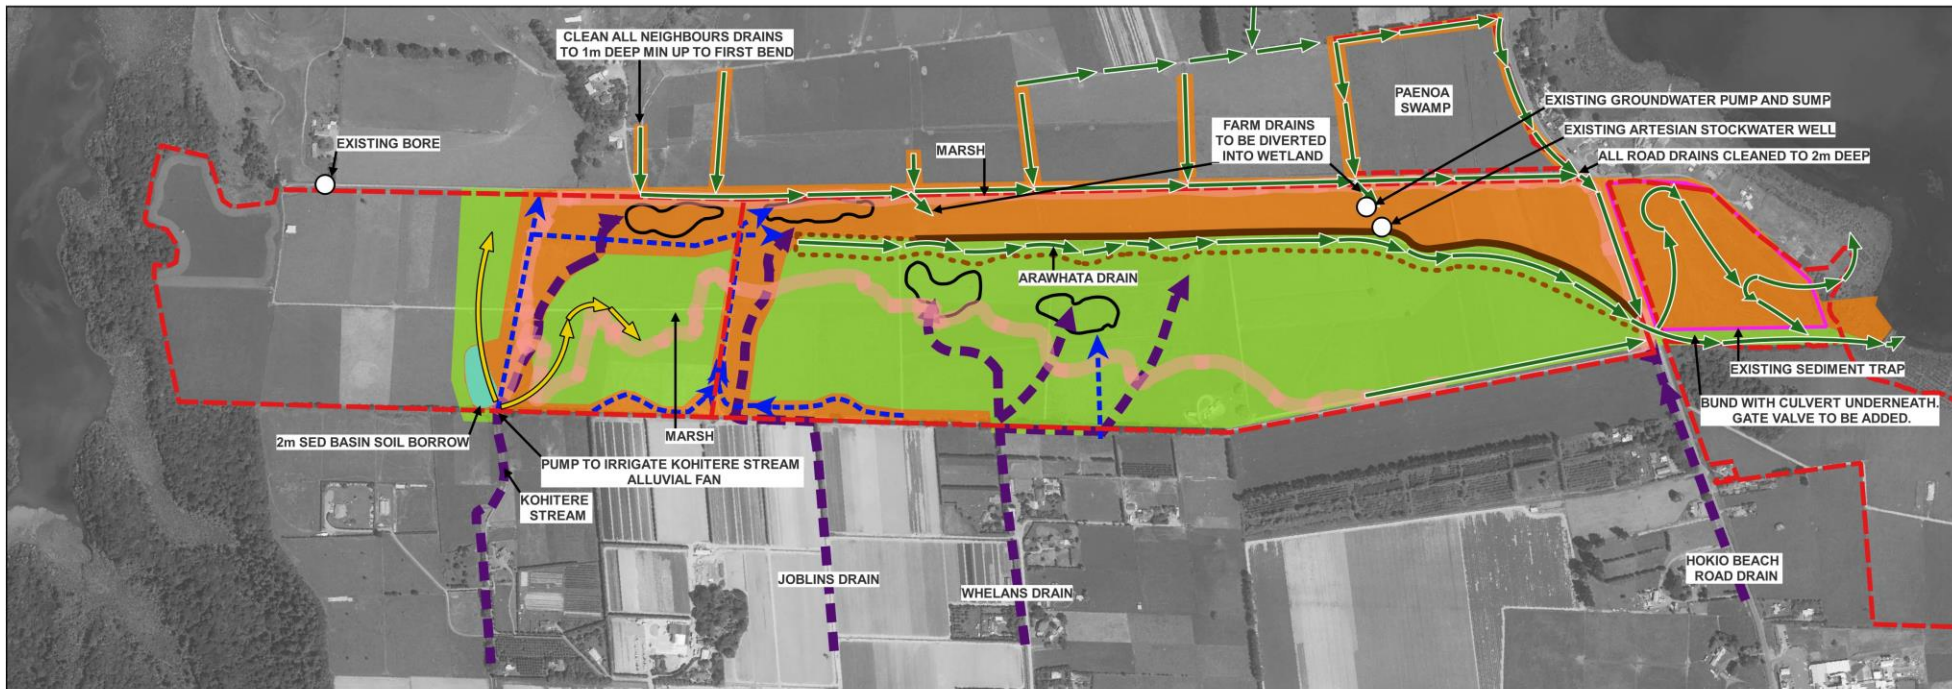 CLEAN ALL NEIGHBOURS DRAINS
TO 1m DEEP MIN UP TO FIRST BEND
EXISTING BORE
MARSH
FARM DRAINS
TO BE DIVERTED
INTO WETLAND
PAENOA
SWAMP
EXISTING GROUNDWATER PUMP AND SUMP
EXISTING ARTESIAN STOCKWATER WELL
ALL ROAD DRAINS CLEANED TO 2m DEEP
ARAWHATA DRAIN
EXISTING SEDIMENT TRAP
BUND WITH CULVERT UNDERNEATH.
GATE VALVE TO BE ADDED.
2m SED BASIN SOIL BORROW
MARSH
PUMP TO IRRIGATE KOHITERE STREAM
ALLUVIAL FAN
KOHITERE
STREAM
JOBLINS DRAIN
WHELANS DRAIN
HOKIO BEACH
ROAD DRAIN